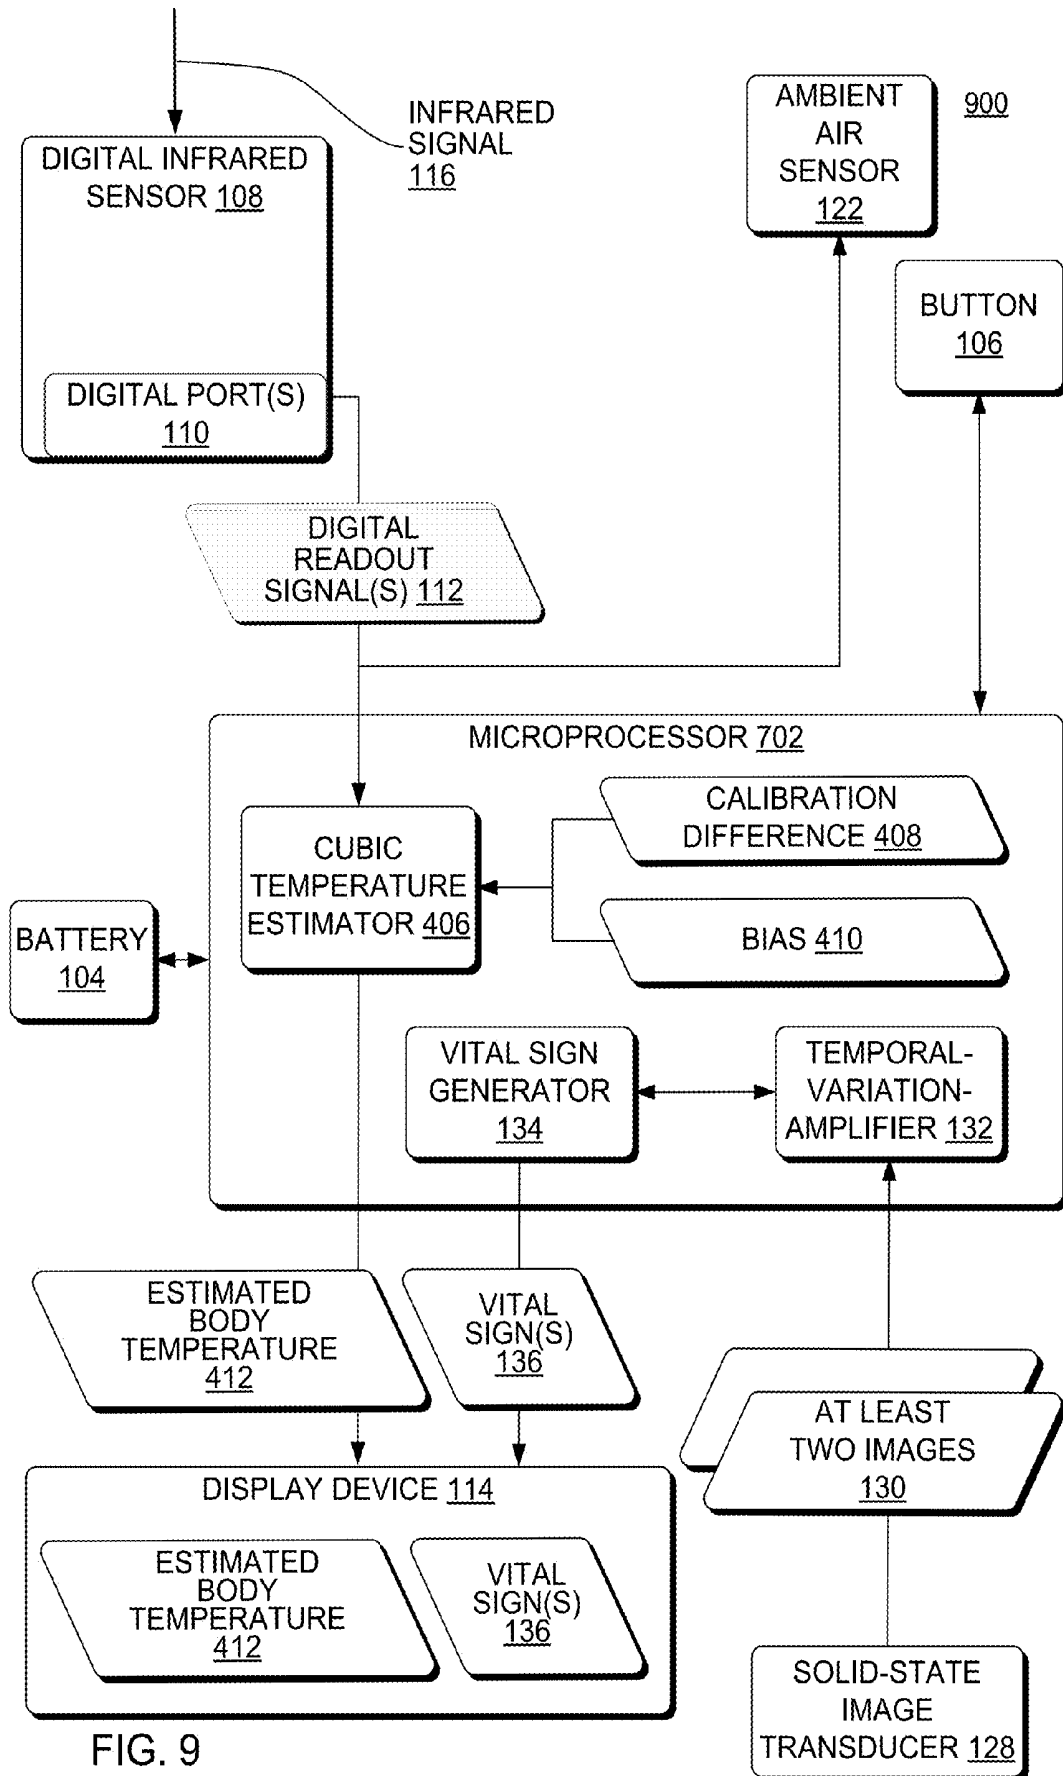 INFRARED
SIGNAL
116
AMBIENT
AIR
SENSOR
122
900
DIGITAL INFRARED
SENSOR 108
BUTTON
106
DIGITAL PORT(S)
110
DIGITAL
READOUT
SIGNAL(S) 112
MICROPROCESSOR 702
CALIBRATION
DIFFERENCE 408
CUBIC
TEMPERATURE
ESTIMATOR 406
BIAS 410
BATTERY
104
VITAL SIGN
GENERATOR
134
TEMPORAL-
VARIATION-
AMPLIFIER 132
ESTIMATED
BODY
TEMPERATURE
412
VITAL
SIGN(S)
136
AT LEAST
TWO IMAGES
130
DISPLAY DEVICE 114
ESTIMATED
BODY
TEMPERATURE
412
VITAL
SIGN(S)
136
SOLID-STATE
IMAGE
TRANSDUCER 128
FIG. 9